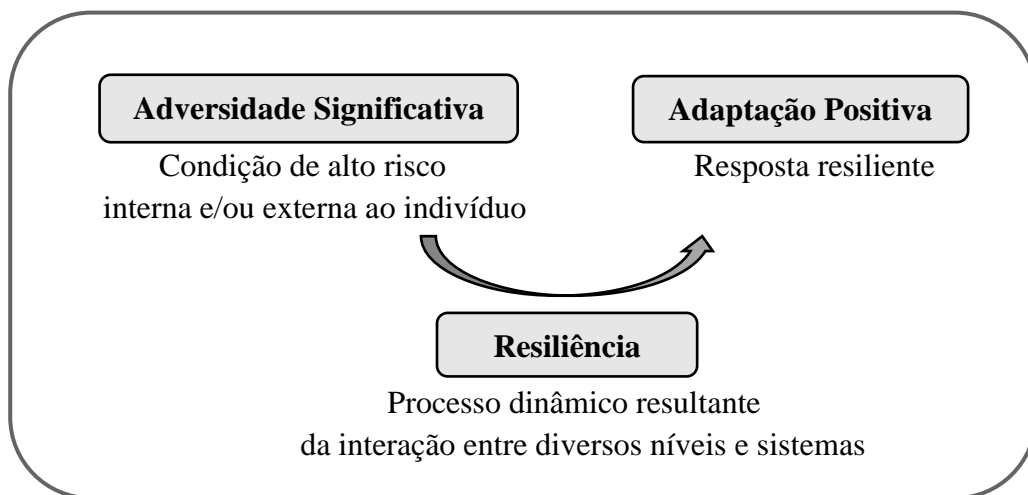 Adversidade Significativa
Condição de alto risco
interna e/ou externa ao indivíduo
Adaptação Positiva
Resposta resiliente
Resiliência
Processo dinâmico resultante
da interação entre diversos níveis e sistemas